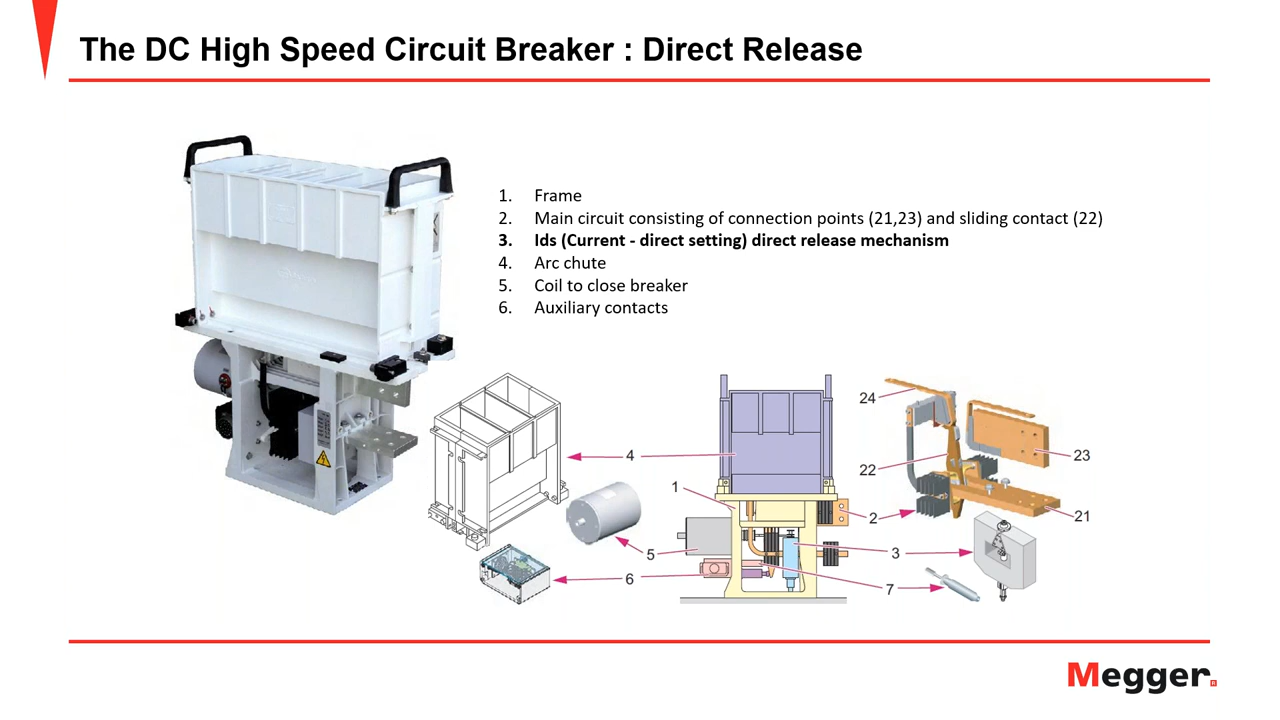 The DC High Speed Circuit Breaker : Direct Release
1. Frame
2. Main circuit consisting of connection points (21,23) and sliding contact (22)
3. Ids (Current - direct setting) direct release mechanism
4. Arc chute
5. Coil to close breaker
6. Auxiliary contacts
24
4
23
22
1
2
21
5
3
6
7
Megger